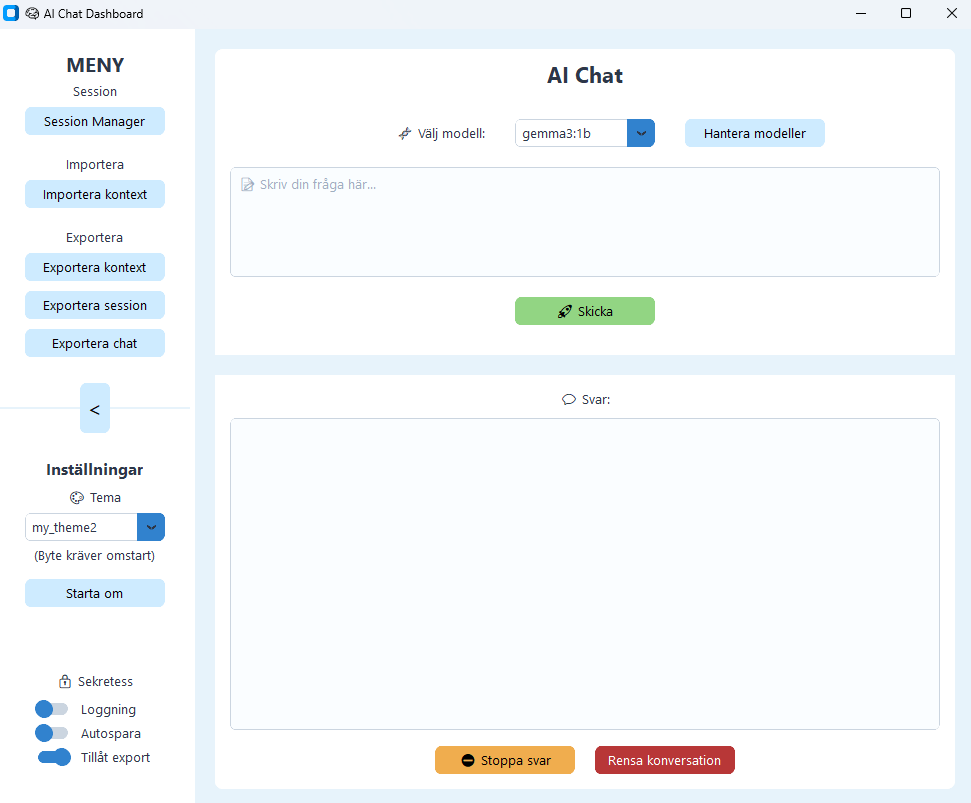 AI Chat Dashboard
MENY
Session
Session Manager
Importera
Importera kontext
Exportera
Exportera kontext
Exportera session
Exportera chat
<
Inställningar
Tema
my_theme2
(Byte kräver omstart)
Starta om
Sekretess
Loggning
Autospara
Tillåt export
AI Chat
Välj modell:
gemma3:1b
Hantera modeller
Skriv din fråga här...
Skicka
Svar:
Stoppa svar
Rensa konversation